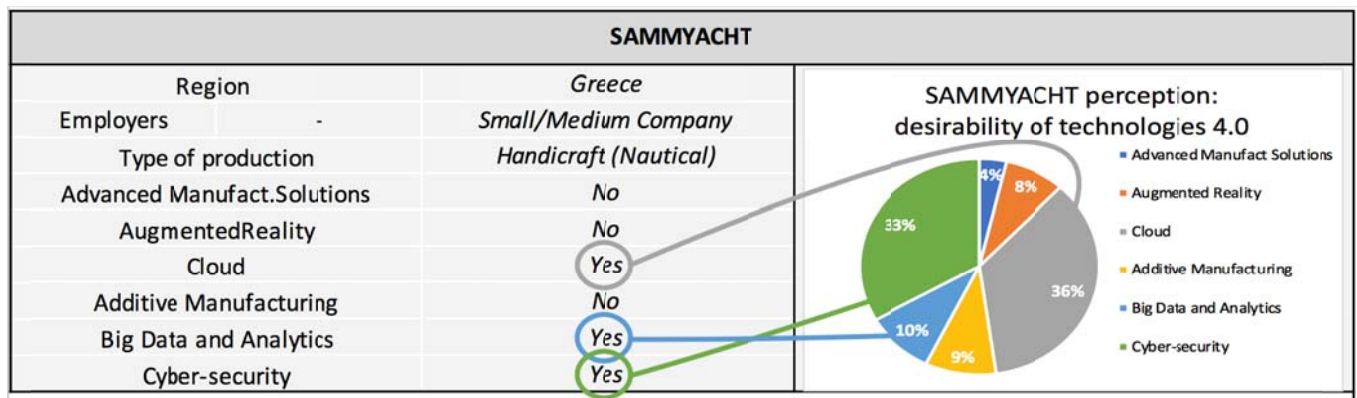 SAMMYACHT
Region Greece
Employers - Small/Medium Company
Type of production Handicraft (Nautical)
Advanced Manufact.Solutions No
AugmentedReality No
Cloud Yes
Additive Manufacturing No
Big Data and Analytics Yes
Cyber-security Yes
SAMMYACHT perception:
desirability of technologies 4.0
4%
8%
33%
36%
10%
9%
Advanced Manufact Solutions
Augmented Reality
Cloud
Additive Manufacturing
Big Data and Analytics
Cyber-security